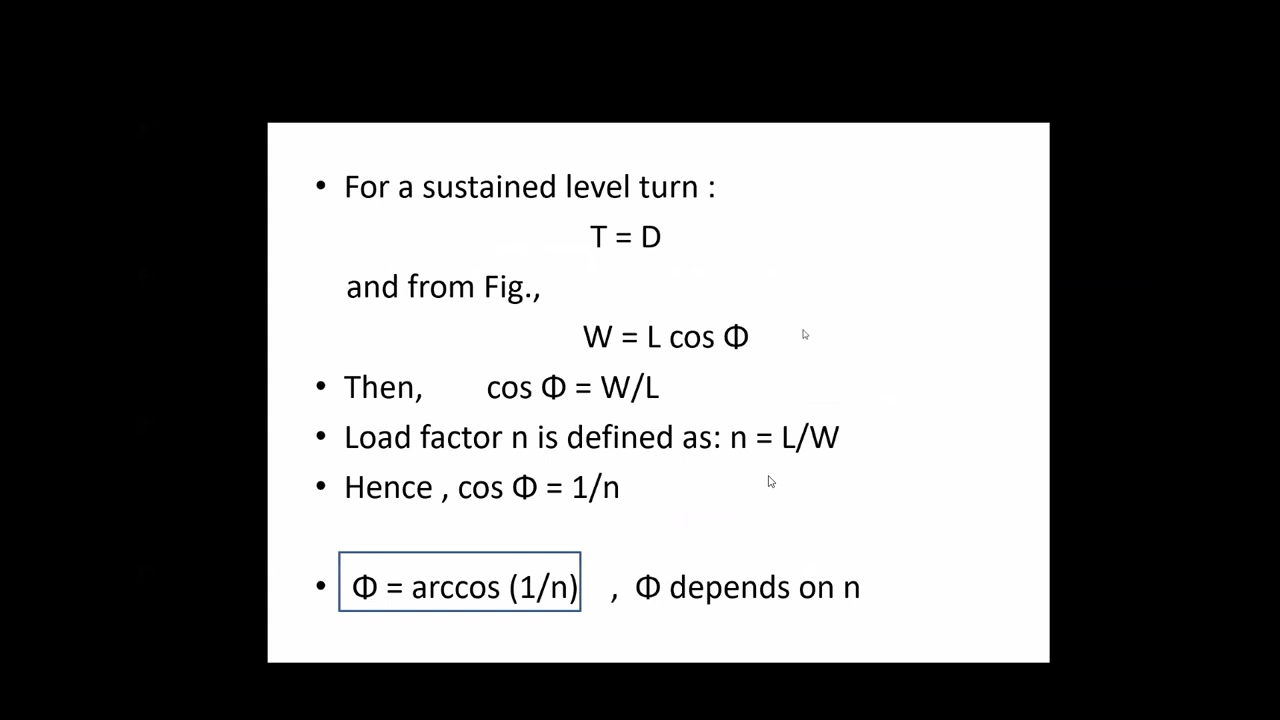 • For a sustained level turn :
T = D
and from Fig.,
W = L cos Φ
• Then, cos Φ = W/L
• Load factor n is defined as: n = L/W
• Hence , cos Φ = 1/n
• Φ = arccos (1/n) , Φ depends on n